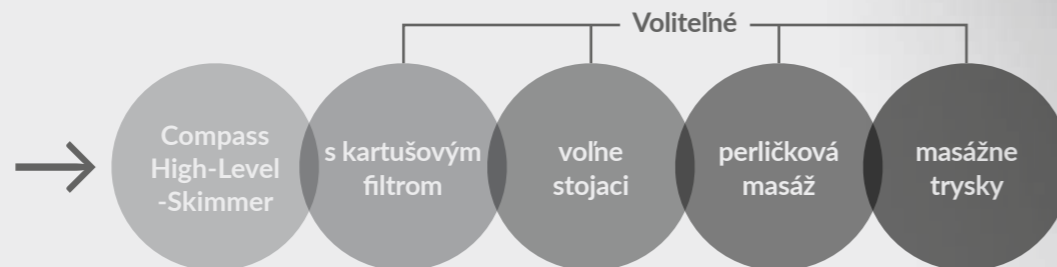 Voliteľné
Compass
High-Level
-Skimmer
s kartušovým
filtrom
voľne
stojaci
perličková
masáž
masážne
trysky